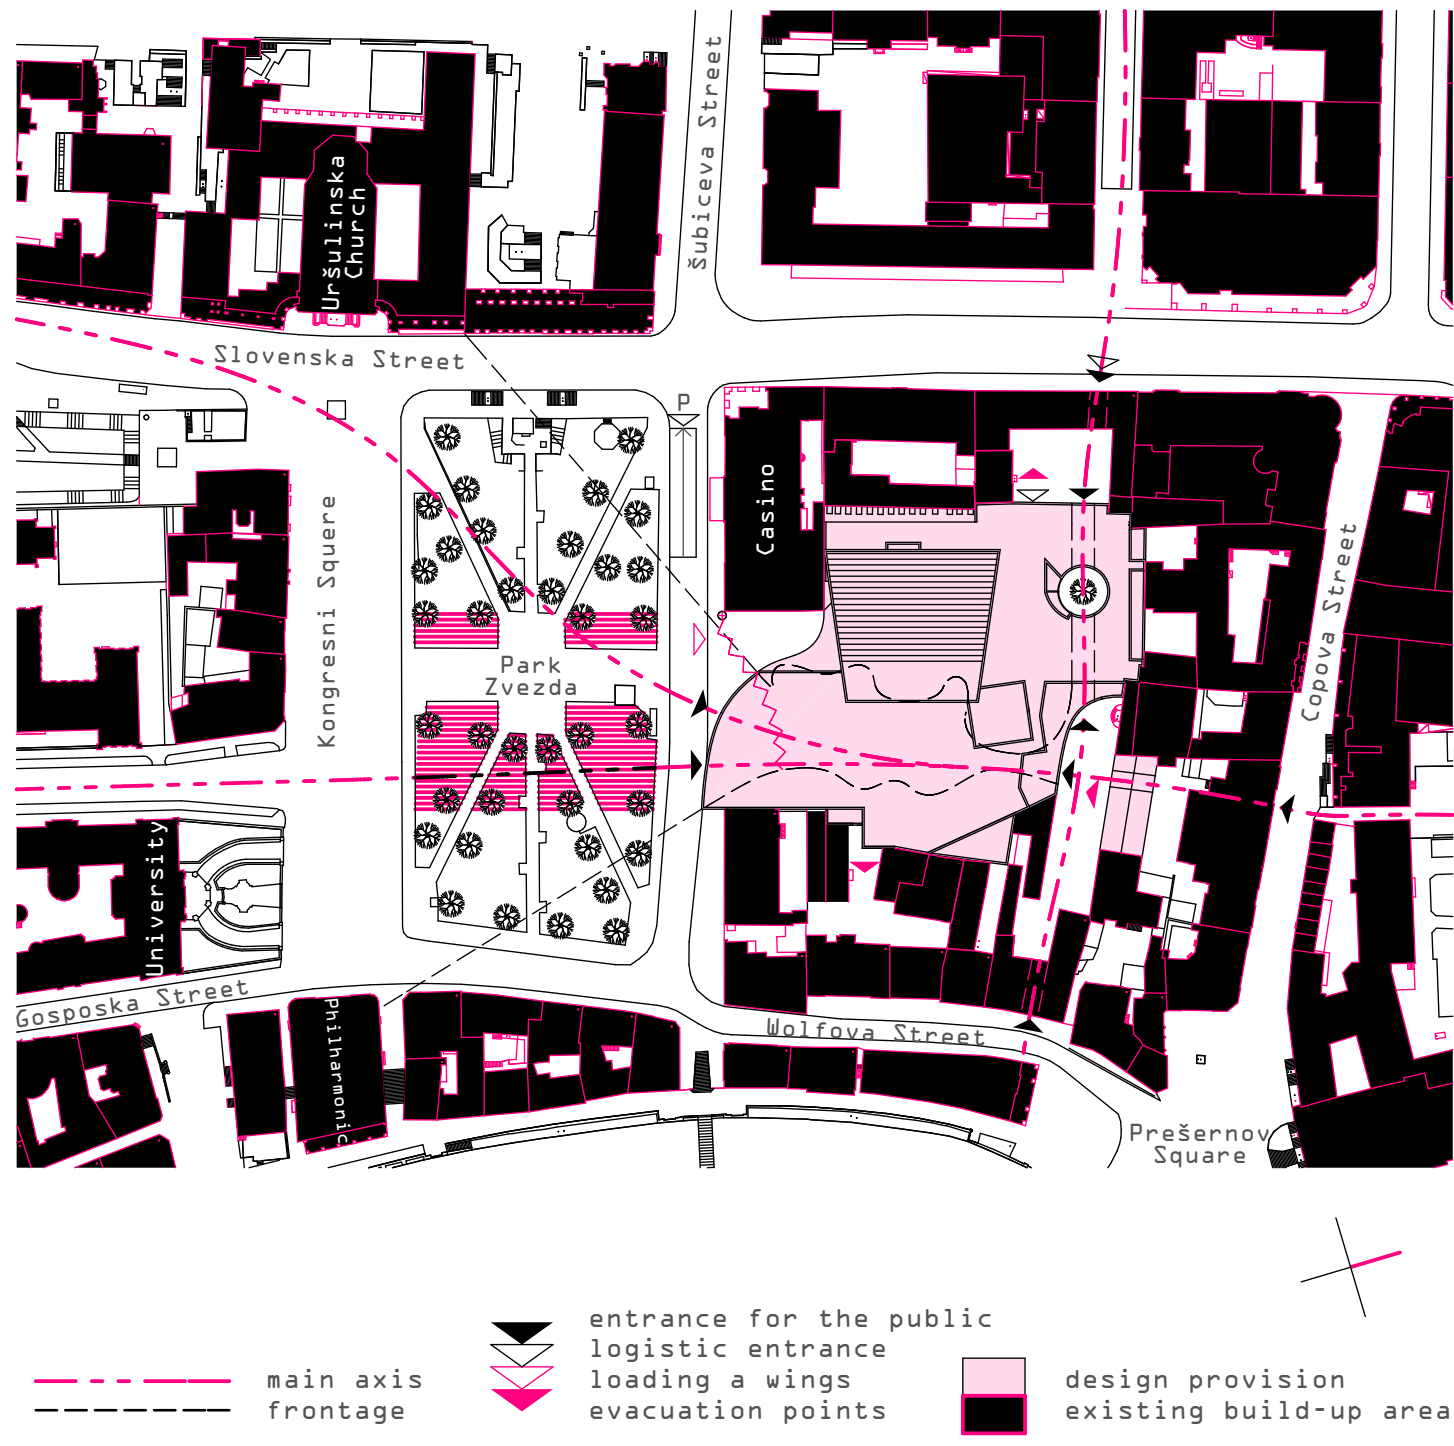 Šubiceva Street
Uršulinska
Church
Slovenska Street
P
Casino
Kongresni Squere
Copova Street
Park
Zvezda
University
Gosposka Street
Philharmonic
Wolfova Street
Prešernov
Square
entrance for the public
logistic entrance
main axis
loading a wings
design provision
frontage
evacuation points
existing build-up area